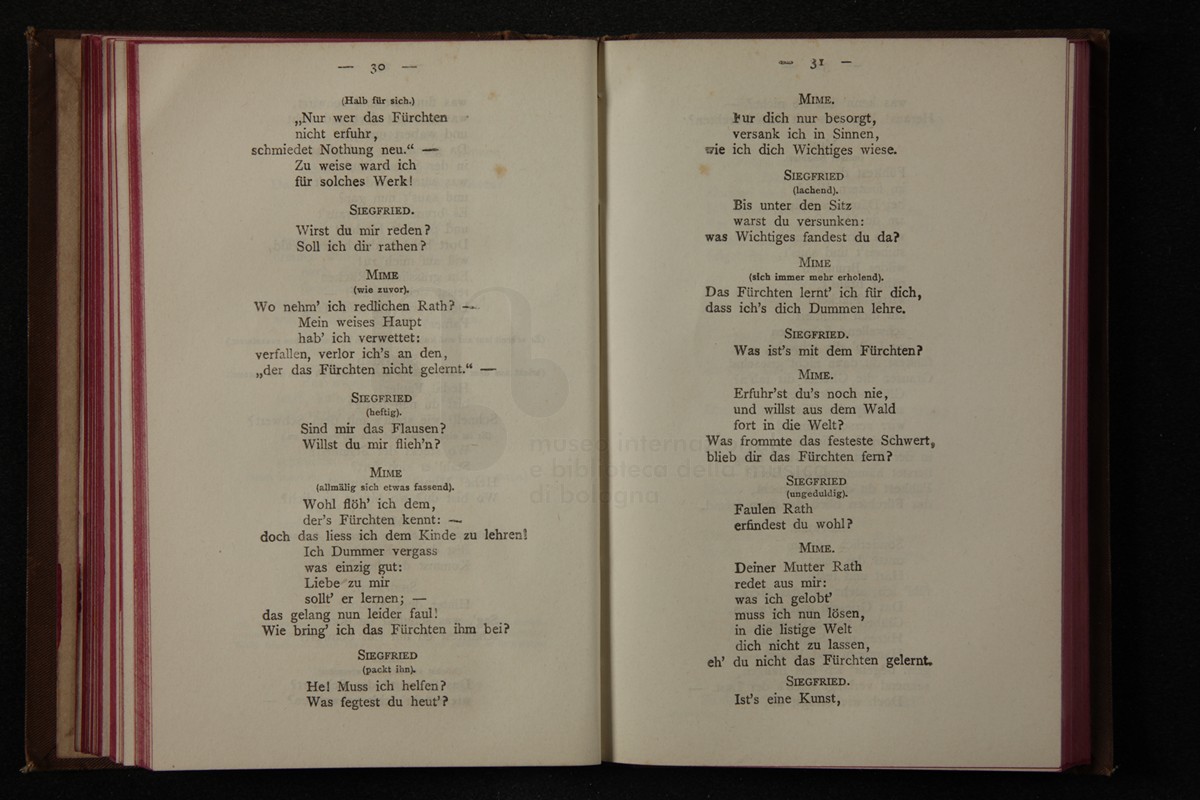 — 30 —
(Halb für sich.)
„Nur wer das Fürchten
nicht erfuhr,
schmiedet Nothung neu.“ —
Zu weise ward ich
für solches Werk!
SIEGFRIED.
Wirst du mir reden?
Soll ich dir rathen?
MIME
(wie zuvor).
Wo nehm' ich redlichen Rath? —
Mein weises Haupt
hab' ich verwettet:
verfallen, verlor ich's an den,
„der das Fürchten nicht gelernt.“ —
SIEGFRIED
(heftig).
Sind mir das Flausen?
Willst du mir flieh'n?
MIME
(allmälig sich etwas fassend).
Wohl flöh' ich dem,
der's Fürchten kennt: —
doch das liess ich dem Kinde zu lehren!
Ich Dummer vergass
was einzig gut:
Liebe zu mir
sollt' er lernen; —
das gelang nun leider faul!
Wie bring' ich das Fürchten ihm bei?
SIEGFRIED
(packt ihn).
He! Muss ich helfen?
Was fegtest du heut'?
— 31 —
MIME.
Fur dich nur besorgt,
versank ich in Sinnen,
wie ich dich Wichtiges wiese.
SIEGFRIED
(lachend).
Bis unter den Sitz
warst du versunken:
was Wichtiges fandest du da?
MIME
(sich immer mehr erholend).
Das Fürchten lernt' ich für dich,
dass ich's dich Dummen lehre.
SIEGFRIED.
Was ist's mit dem Fürchten?
MIME.
Erfuhr'st du's noch nie,
und willst aus dem Wald
fort in die Welt?
Was frommte das festeste Schwert,
blieb dir das Fürchten fern?
SIEGFRIED
(ungeduldig).
Faulen Rath
erfindest du wohl?
MIME.
Deiner Mutter Rath
redet aus mir:
was ich gelobt'
muss ich nun lösen,
in die listige Welt
dich nicht zu lassen,
eh' du nicht das Fürchten gelernt.
SIEGFRIED.
Ist's eine Kunst,
museo interna
e biblioteca della musica
di bologna